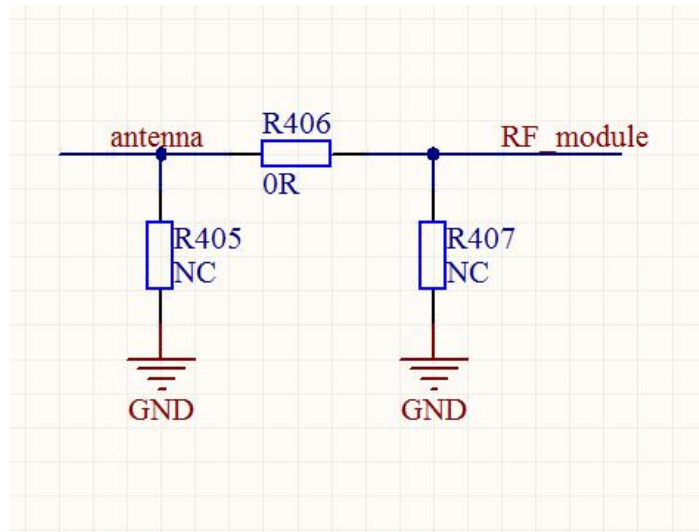 R406
antenna
RF_module
0R
R405
R407
NC
NC
GND
GND